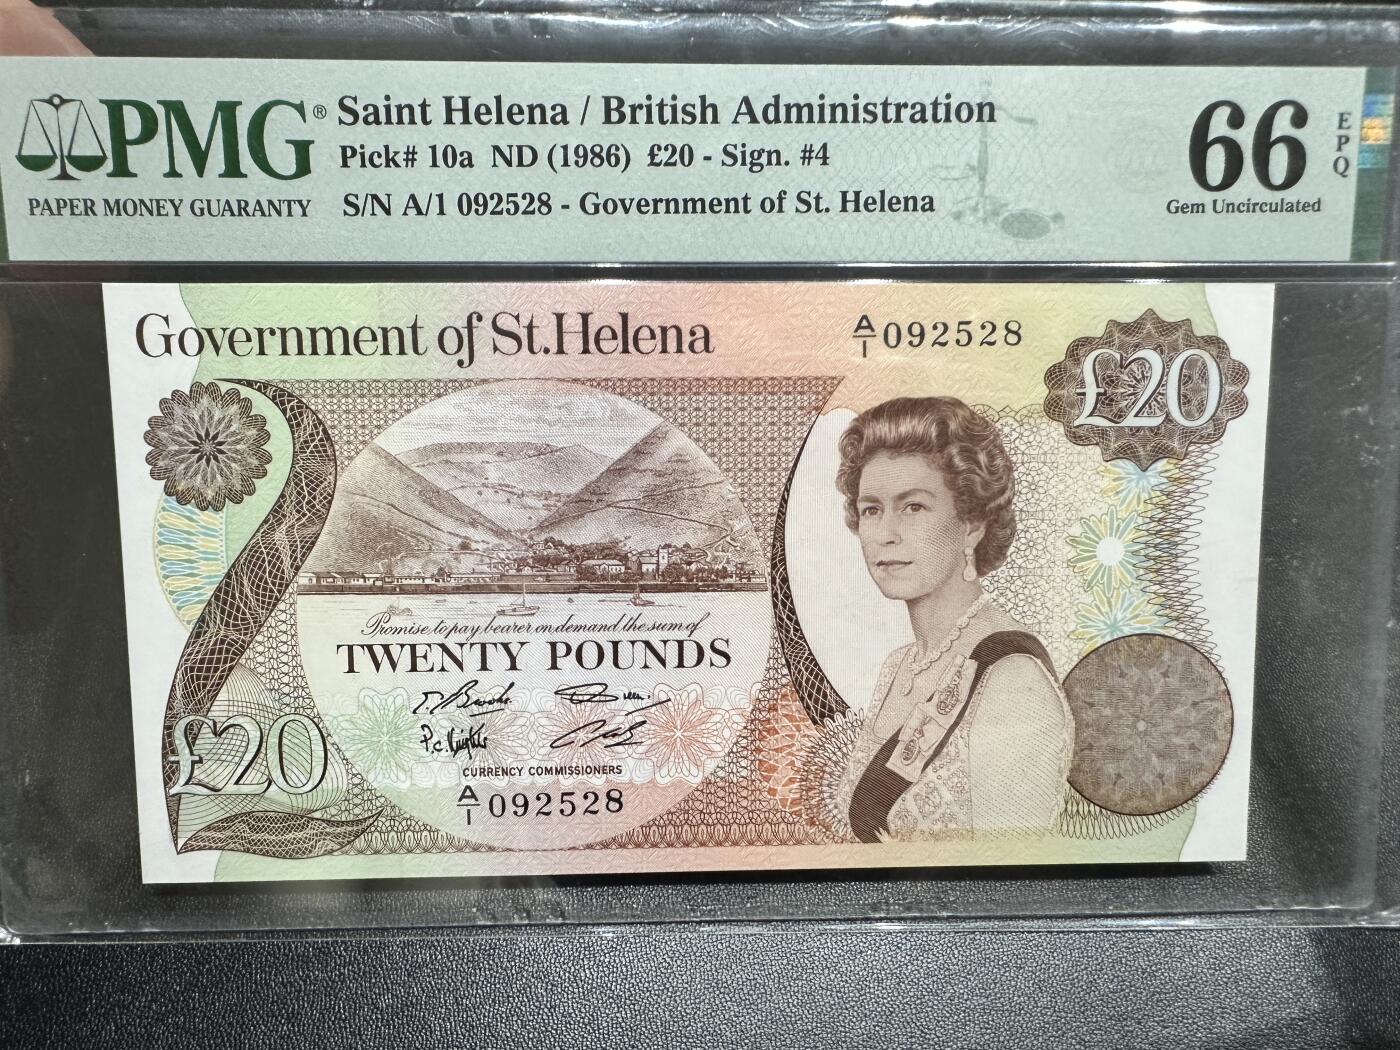 PMG®
PAPER MONEY GUARANTY
Saint Helena / British Administration
Pick# 10a ND (1986) £20 - Sign. #4
S/N A/1 092528 - Government of St. Helena
66
EPQ
Gem Uncirculated
Government of St.Helena
A/1 092528
£20
Promise to pay bearer on demand the sum of
TWENTY POUNDS
£20
CURRENCY COMMISSIONERS
A/1 092528